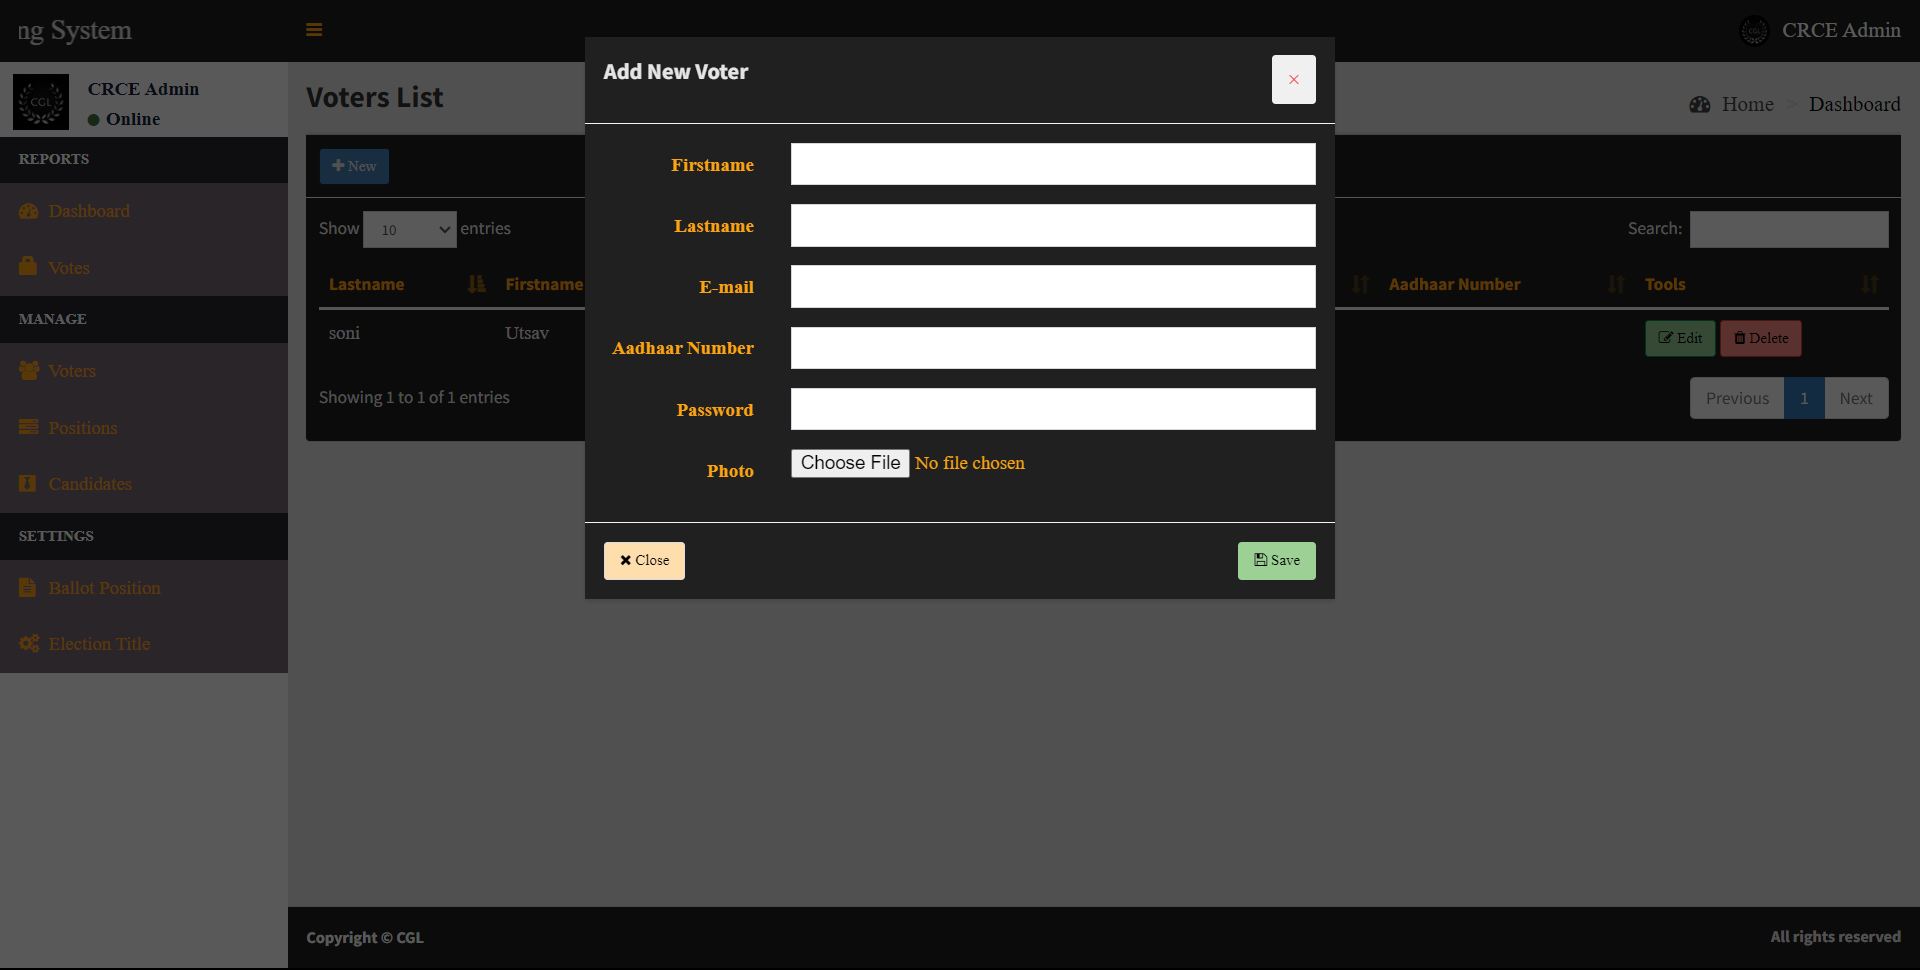 ng System
CRCE Admin
CGL
CRCE Admin
Online
REPORTS
Dashboard
Votes
MANAGE
Voters
Positions
Candidates
SETTINGS
Ballot Position
Election Title
Voters List
Home > Dashboard
New
Show 10 entries
Search:
Lastname Firstname Aadhaar Number Tools
soni Utsav Edit Delete
Showing 1 to 1 of 1 entries
Previous 1 Next
Add New Voter
×
Firstname
Lastname
E-mail
Aadhaar Number
Password
Photo Choose File No file chosen
Close Save
Copyright © CGL
All rights reserved